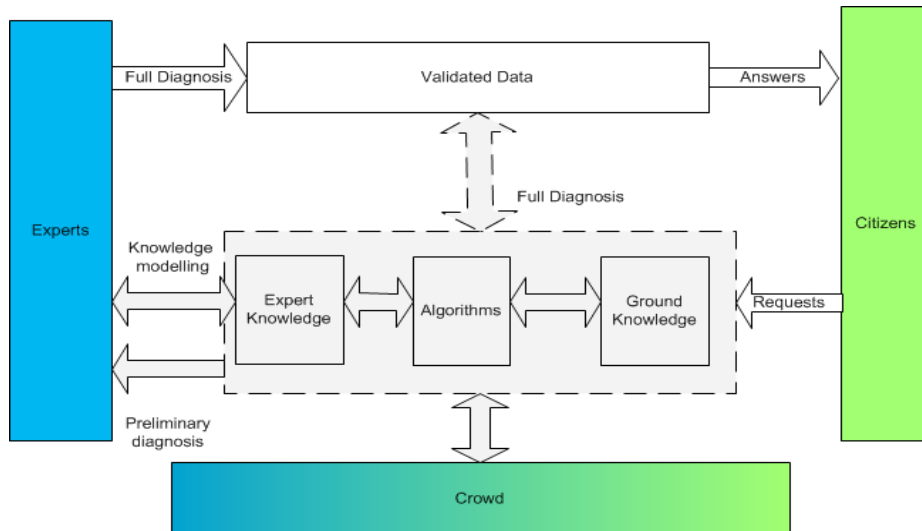 Full Diagnosis
Validated Data
Answers
Full Diagnosis
Experts
Citizens
Knowledge
modelling
Expert
Knowledge
Algorithms
Ground
Knowledge
Requests
Preliminary
diagnosis
Crowd